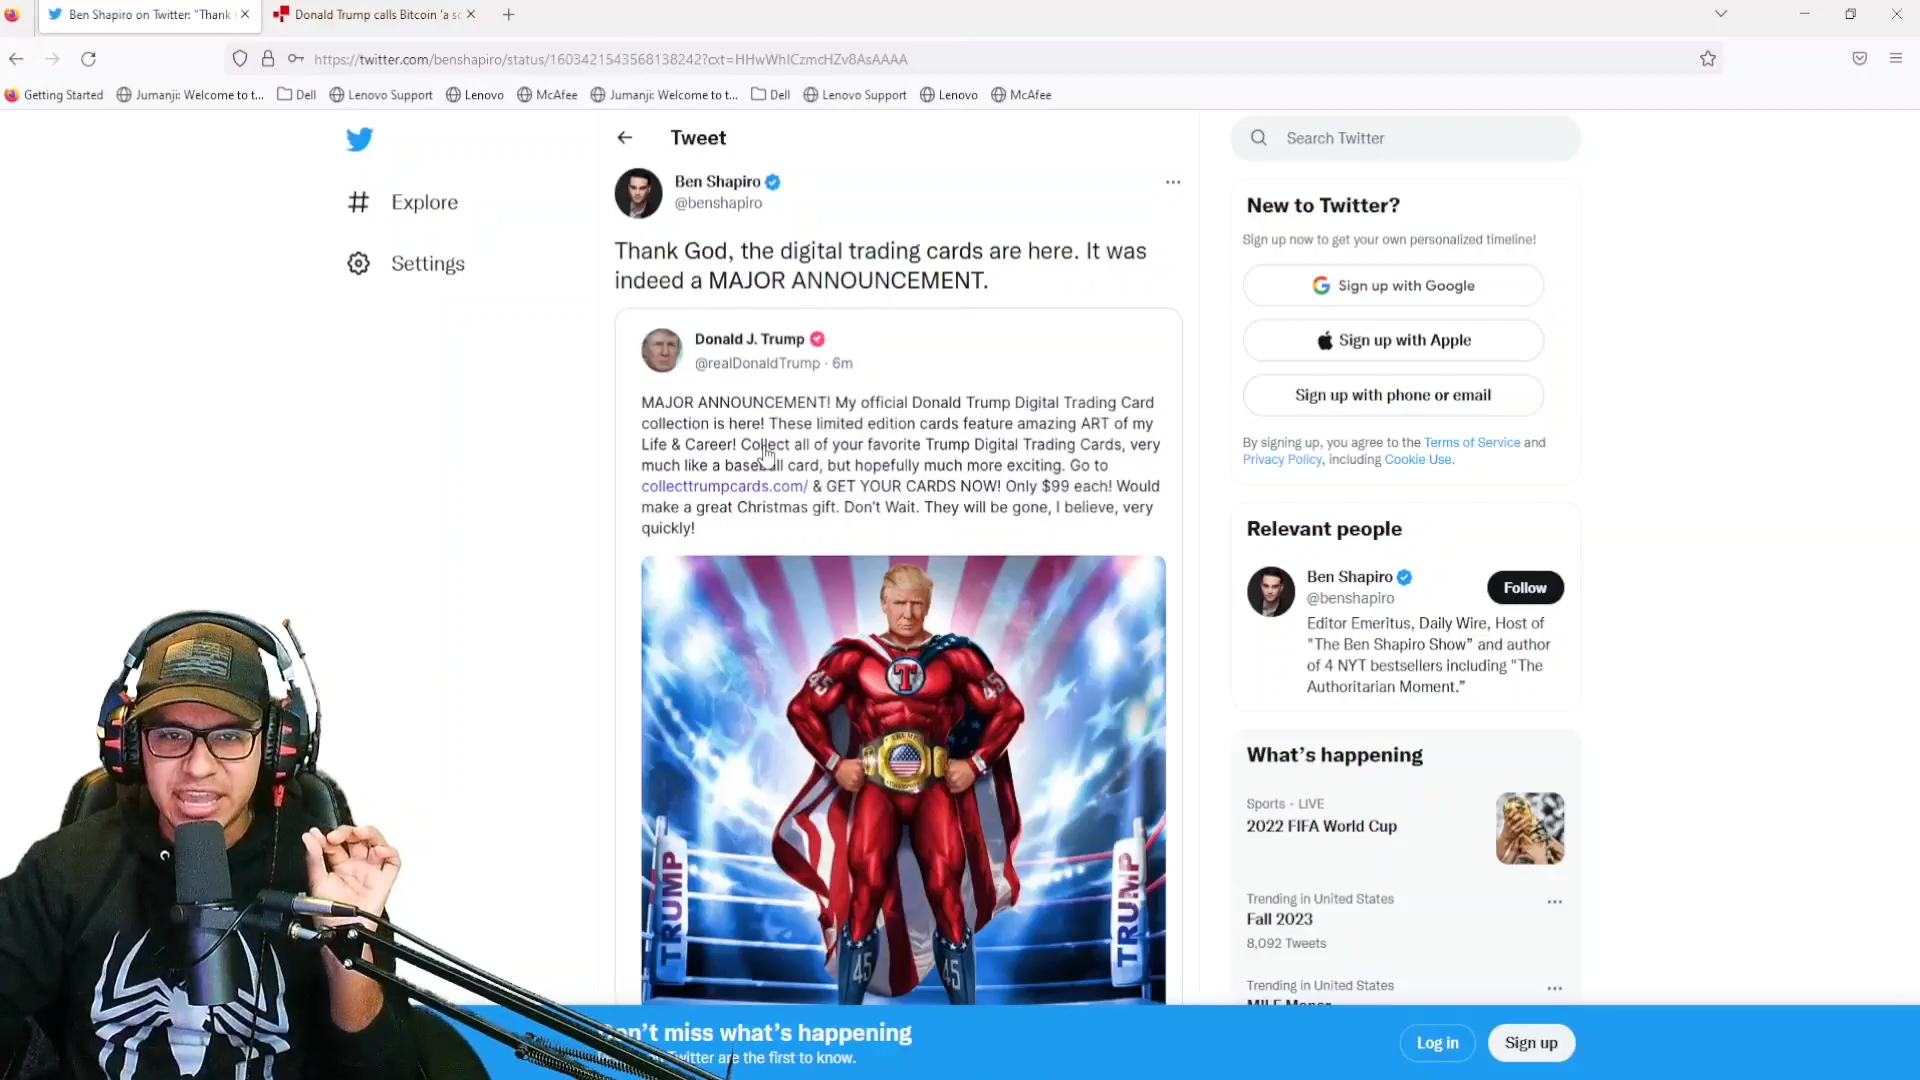 Ben Shapiro on Twitter: "Thank
Donald Trump calls Bitcoin 'a sc
https://twitter.com/benshapiro/status/1603421543568138242?cxt=HHwWhICzmcHZv8AsAAAA
Getting Started
Jumanji: Welcome to t...
Dell
Lenovo Support
Lenovo
McAfee
Jumanji: Welcome to t...
Dell
Lenovo Support
Lenovo
McAfee
Explore
Settings
Tweet
Ben Shapiro
@benshapiro
Thank God, the digital trading cards are here. It was
indeed a MAJOR ANNOUNCEMENT.
Donald J. Trump
@realDonaldTrump · 6m
MAJOR ANNOUNCEMENT! My official Donald Trump Digital Trading Card
collection is here! These limited edition cards feature amazing ART of my
Life & Career! Collect all of your favorite Trump Digital Trading Cards, very
much like a baseball card, but hopefully much more exciting. Go to
collecttrumpcards.com/ & GET YOUR CARDS NOW! Only $99 each! Would
make a great Christmas gift. Don't Wait. They will be gone, I believe, very
quickly!
T
45
45
TRUMP
TRUMP
TRUMP
45
45
Search Twitter
New to Twitter?
Sign up now to get your own personalized timeline!
Sign up with Google
Sign up with Apple
Sign up with phone or email
By signing up, you agree to the Terms of Service and
Privacy Policy, including Cookie Use.
Relevant people
Ben Shapiro
@benshapiro
Follow
Editor Emeritus, Daily Wire, Host of
"The Ben Shapiro Show" and author
of 4 NYT bestsellers including "The
Authoritarian Moment."
What's happening
Sports · LIVE
2022 FIFA World Cup
Trending in United States
Fall 2023
8,092 Tweets
Trending in United States
Don't miss what's happening
Twitter are the first to know.
Log in
Sign up